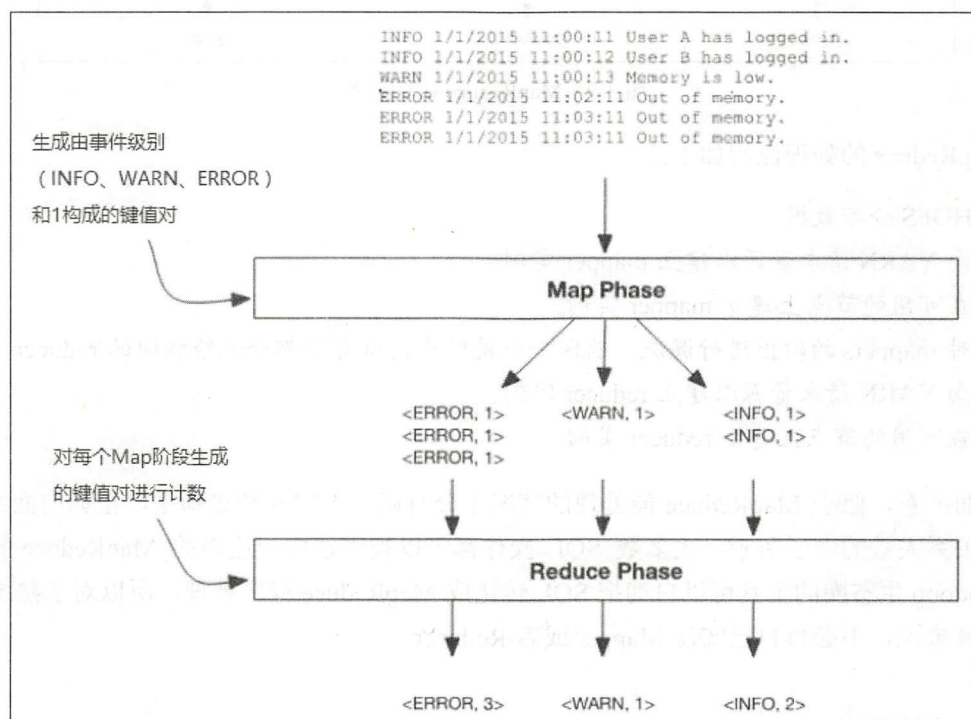 INFO 1/1/2015 11:00:11 User A has logged in.
INFO 1/1/2015 11:00:12 User B has logged in.
WARN 1/1/2015 11:00:13 Memory is low.
ERROR 1/1/2015 11:02:11 Out of memory.
ERROR 1/1/2015 11:03:11 Out of memory.
ERROR 1/1/2015 11:03:11 Out of memory.
生成由事件级别
（INFO、WARN、ERROR）
和1构成的键值对
Map Phase
<ERROR, 1> <WARN, 1> <INFO, 1>
<ERROR, 1> <INFO, 1>
<ERROR, 1>
对每个Map阶段生成
的键值对进行计数
Reduce Phase
<ERROR, 3> <WARN, 1> <INFO, 2>